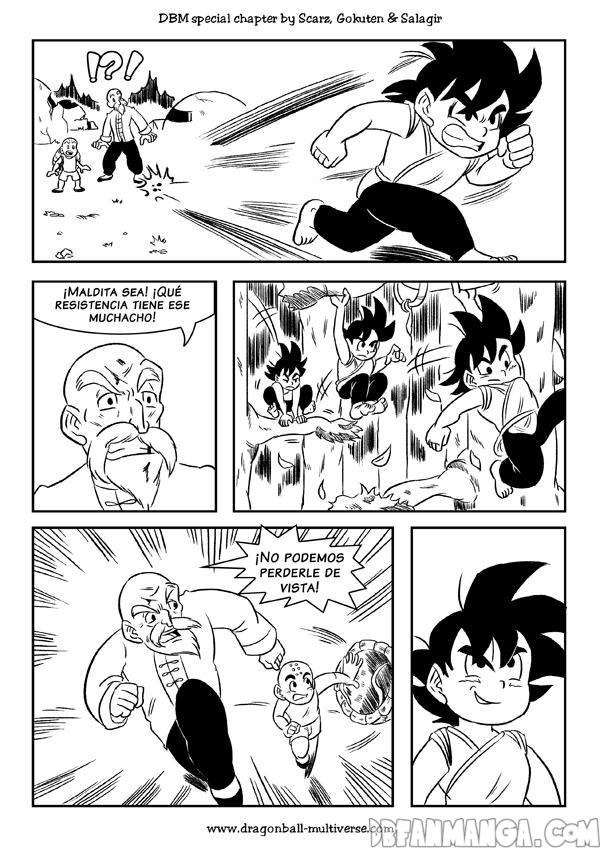 DBM special chapter by Scarz, Gokuten & Salagir
!?!
¡MALDITA SEA! ¡QUÉ
RESISTENCIA TIENE ESE
MUCHACHO!
¡NO PODEMOS
PERDERLE DE
VISTA!
www.dragonball-multiverse.com
DBFANMANGA.COM